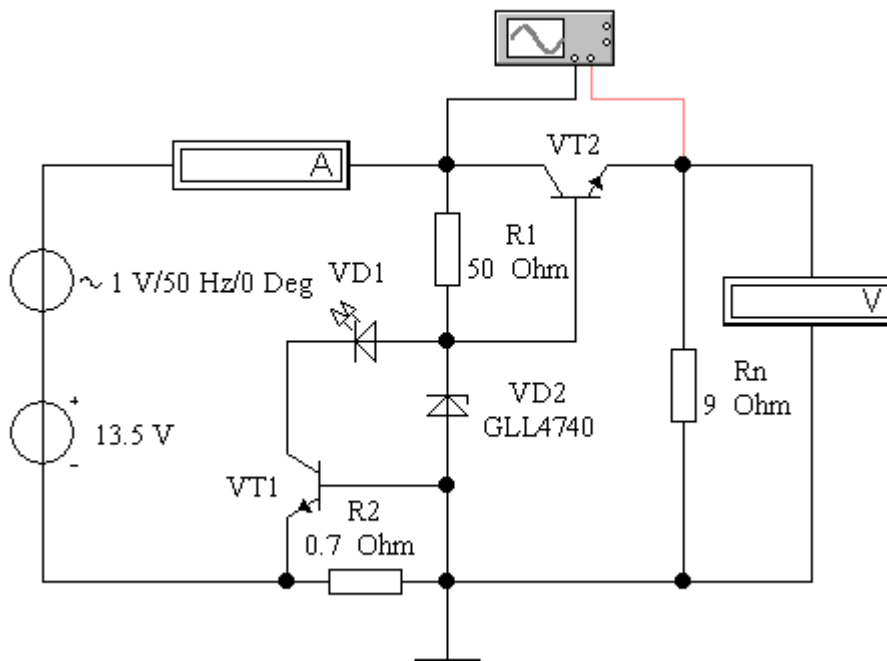 VT2
A
R1
50 Ohm
~ 1 V/50 Hz/0 Deg
VD1
V
VD2
GLL4740
Rn
9 Ohm
+
13.5 V
-
VT1
R2
0.7 Ohm